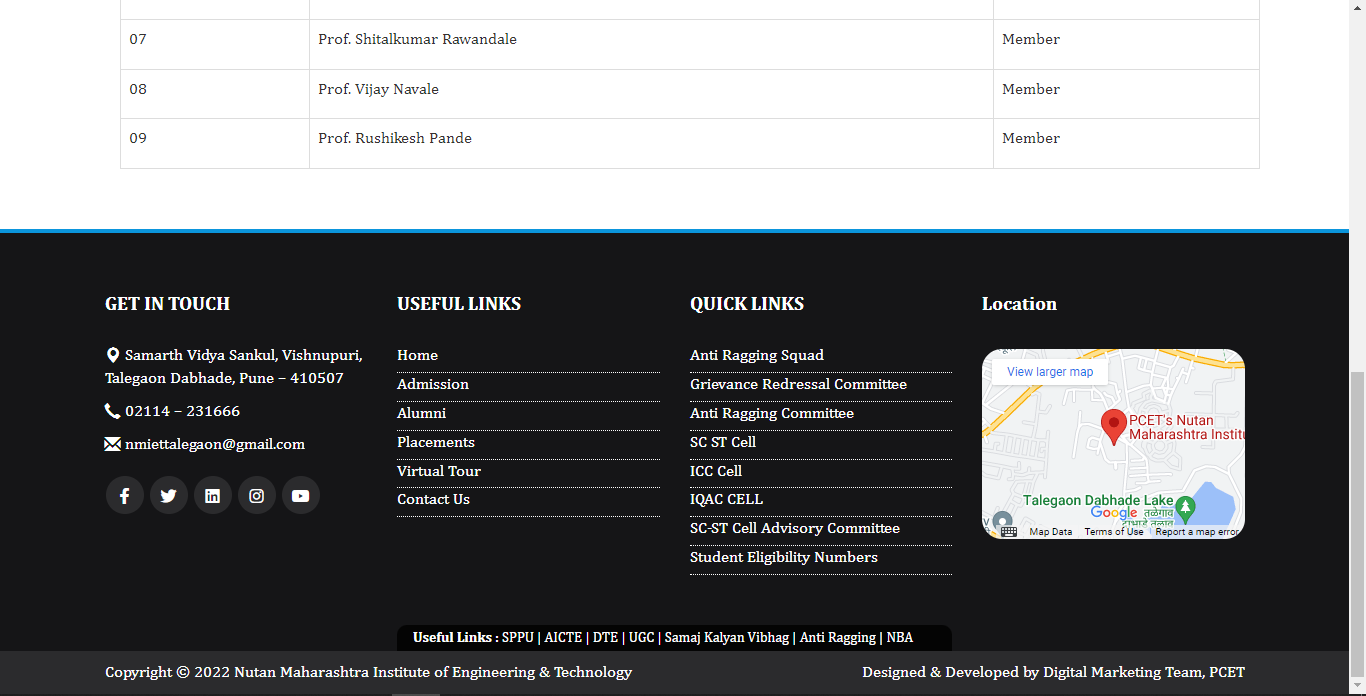 07 Prof. Shitalkumar Rawandale Member
08 Prof. Vijay Navale Member
09 Prof. Rushikesh Pande Member
GET IN TOUCH
Samarth Vidya Sankul, Vishnupuri,
Talegaon Dabhade, Pune – 410507
02114 – 231666
nmiettalegaon@gmail.com
USEFUL LINKS
Home
Admission
Alumni
Placements
Virtual Tour
Contact Us
QUICK LINKS
Anti Ragging Squad
Grievance Redressal Committee
Anti Ragging Committee
SC ST Cell
ICC Cell
IQAC CELL
SC-ST Cell Advisory Committee
Student Eligibility Numbers
Location
View larger map
PCET's Nutan
Maharashtra Institu
Talegaon Dabhade Lake
Google तळेगाव
दाभाडे तलाव
Map Data Terms of Use Report a map error
Useful Links : SPPU | AICTE | DTE | UGC | Samaj Kalyan Vibhag | Anti Ragging | NBA
Copyright © 2022 Nutan Maharashtra Institute of Engineering & Technology
Designed & Developed by Digital Marketing Team, PCET